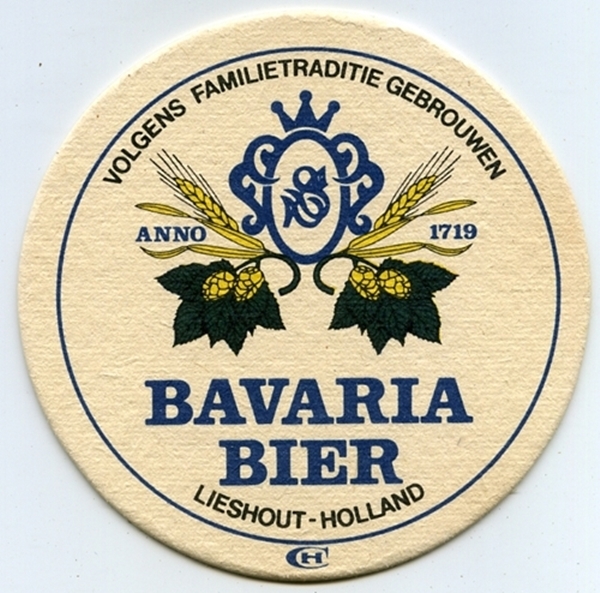 VOLGENS FAMILIETRADITIE GEBROUWEN
ANNO 1719
BAVARIA
BIER
LIESHOUT-HOLLAND